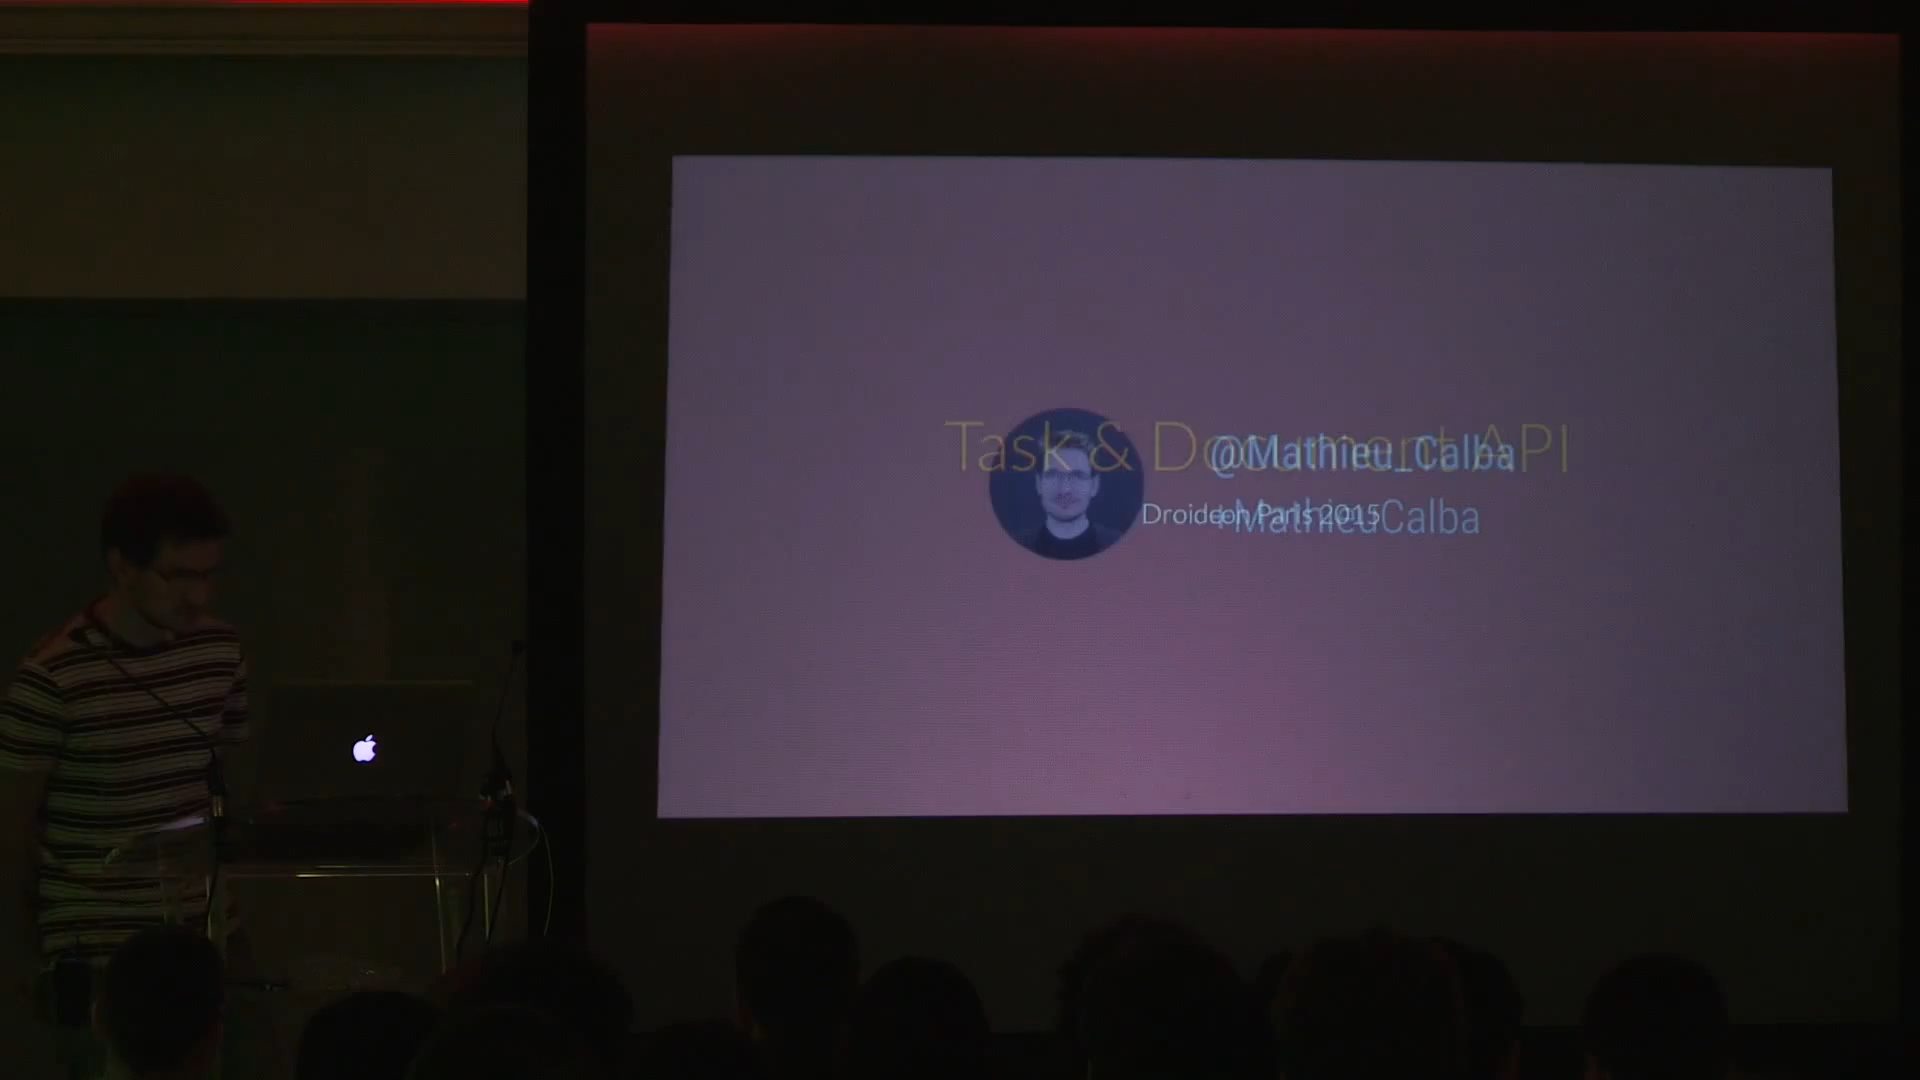 Task & Document API
@Mathieu_Calba
Droidcon Paris 2015
+MathieuCalba